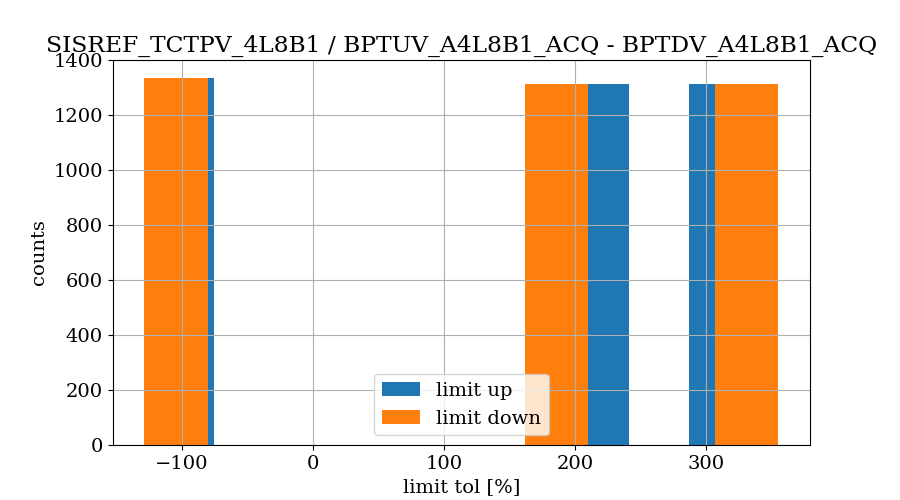 SISREF_TCTPV_4L8B1 / BPTUV_A4L8B1_ACQ - BPTDV_A4L8B1_ACQ
1400
1200
1000
800
600
400
200
0
counts
limit up
limit down
−100 0 100 200 300
limit tol [%]